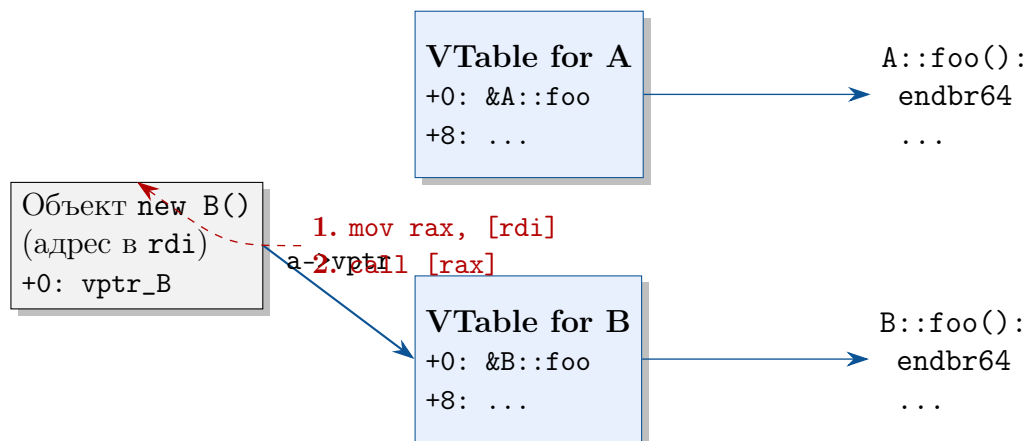 VTable for A
+0: &A::foo
+8: ...
A::foo():
endbr64
...
Объект new B()
(адрес в rdi)
+0: vptr_B
1. mov rax, [rdi]
2. call [rax]
a->vptr
VTable for B
+0: &B::foo
+8: ...
B::foo():
endbr64
...